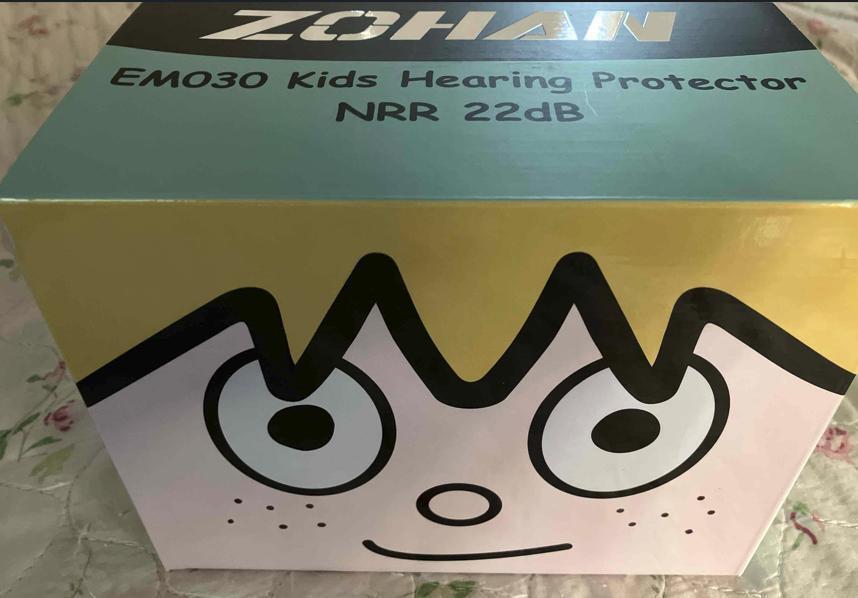 ZOHAN
EM030 Kids Hearing Protector
NRR 22dB